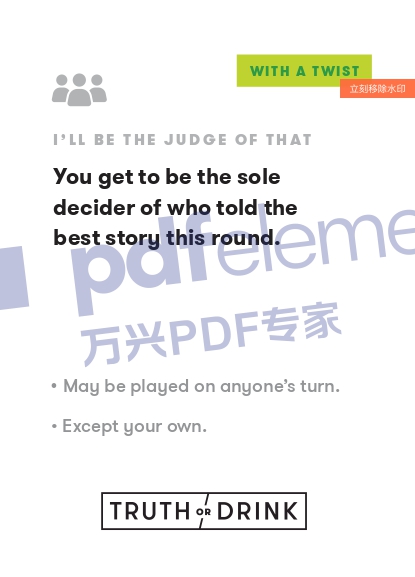 WITH A TWIST
立刻移除水印
I'LL BE THE JUDGE OF THAT
You get to be the sole
decider of who told the
best story this round.
pdfeleme
万兴PDF专家
• May be played on anyone's turn.
• Except your own.
TRUTH OR DRINK